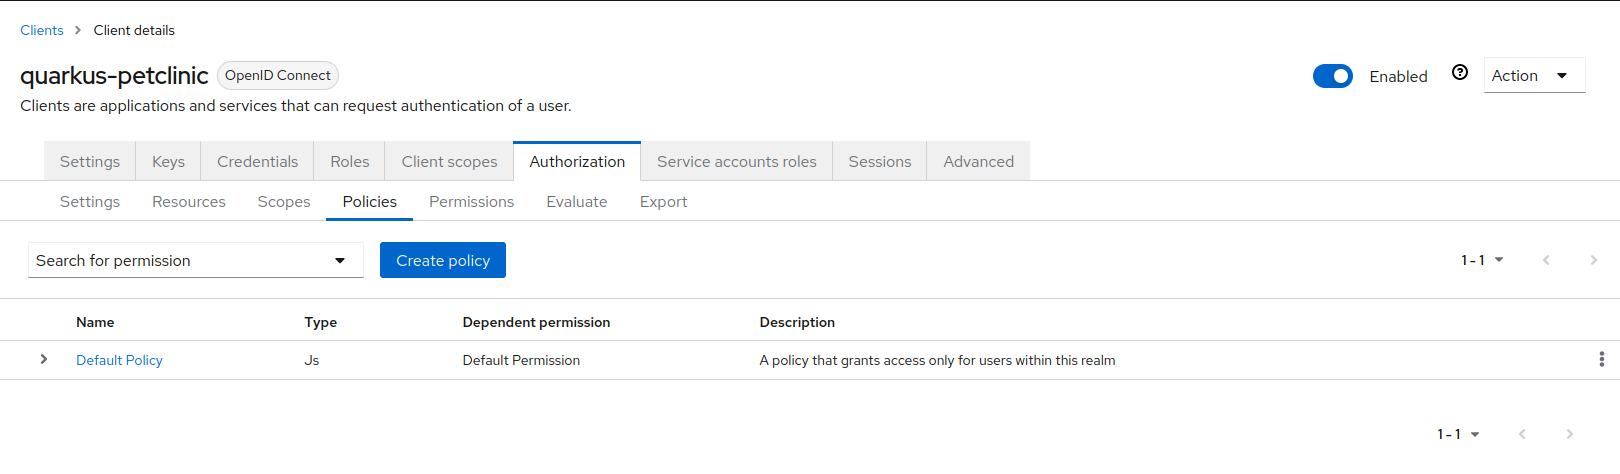 Clients > Client details
quarkus-petclinic OpenID Connect Enabled Action
Clients are applications and services that can request authentication of a user.
Settings Keys Credentials Roles Client scopes Authorization Service accounts roles Sessions Advanced
Settings Resources Scopes Policies Permissions Evaluate Export
Search for permission Create policy 1 - 1
Name Type Dependent permission Description
Default Policy Js Default Permission A policy that grants access only for users within this realm
1 - 1